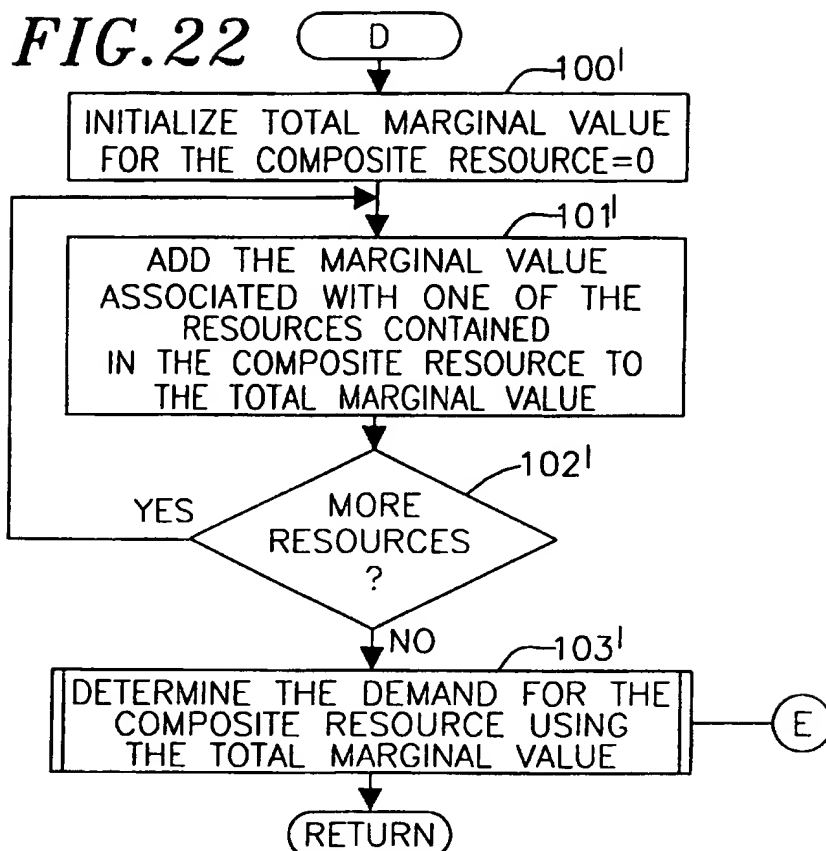 FIG.22
D
100'
INITIALIZE TOTAL MARGINAL VALUE
FOR THE COMPOSITE RESOURCE=0
101'
ADD THE MARGINAL VALUE
ASSOCIATED WITH ONE OF THE
RESOURCES CONTAINED
IN THE COMPOSITE RESOURCE TO
THE TOTAL MARGINAL VALUE
102'
YES
MORE
RESOURCES
?
NO
103'
DETERMINE THE DEMAND FOR THE
COMPOSITE RESOURCE USING
THE TOTAL MARGINAL VALUE
E
RETURN